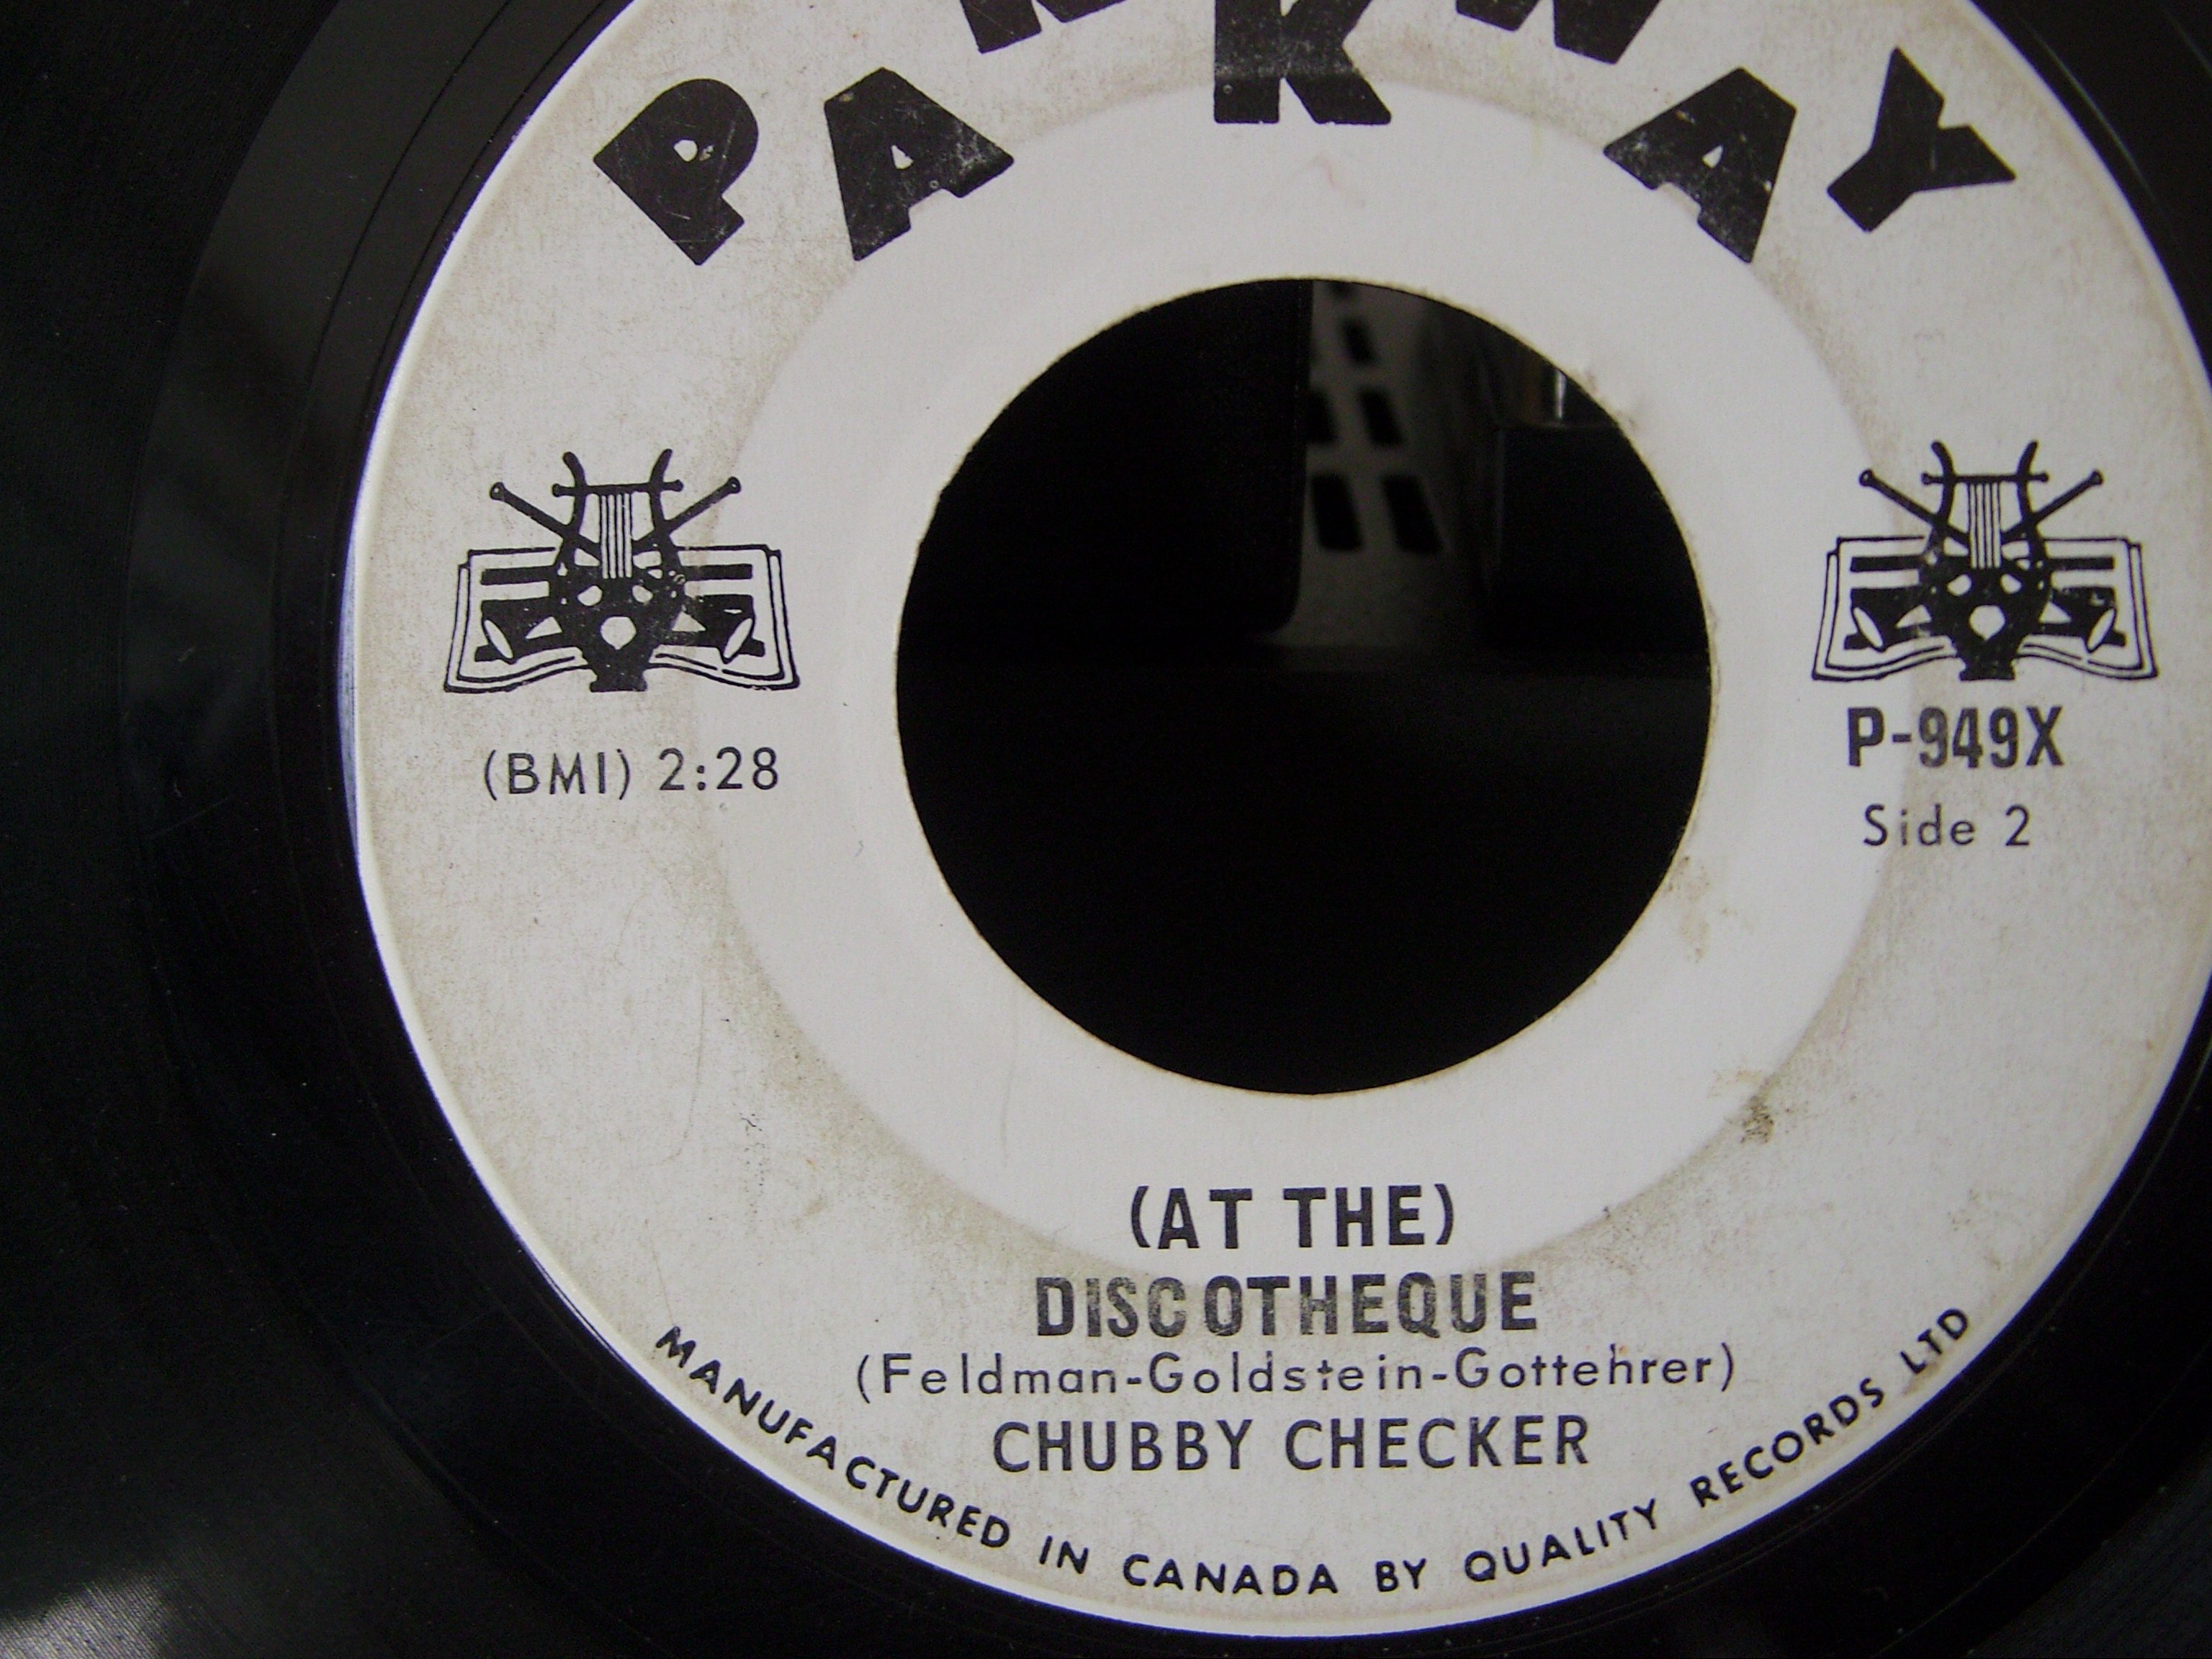 PARKWAY
(BMI) 2:28
P-949X
Side 2
(AT THE)
DISCOTHEQUE
(Feldman-Goldstein-Gottehrer)
CHUBBY CHECKER
MANUFACTURED IN CANADA BY QUALITY RECORDS LTD